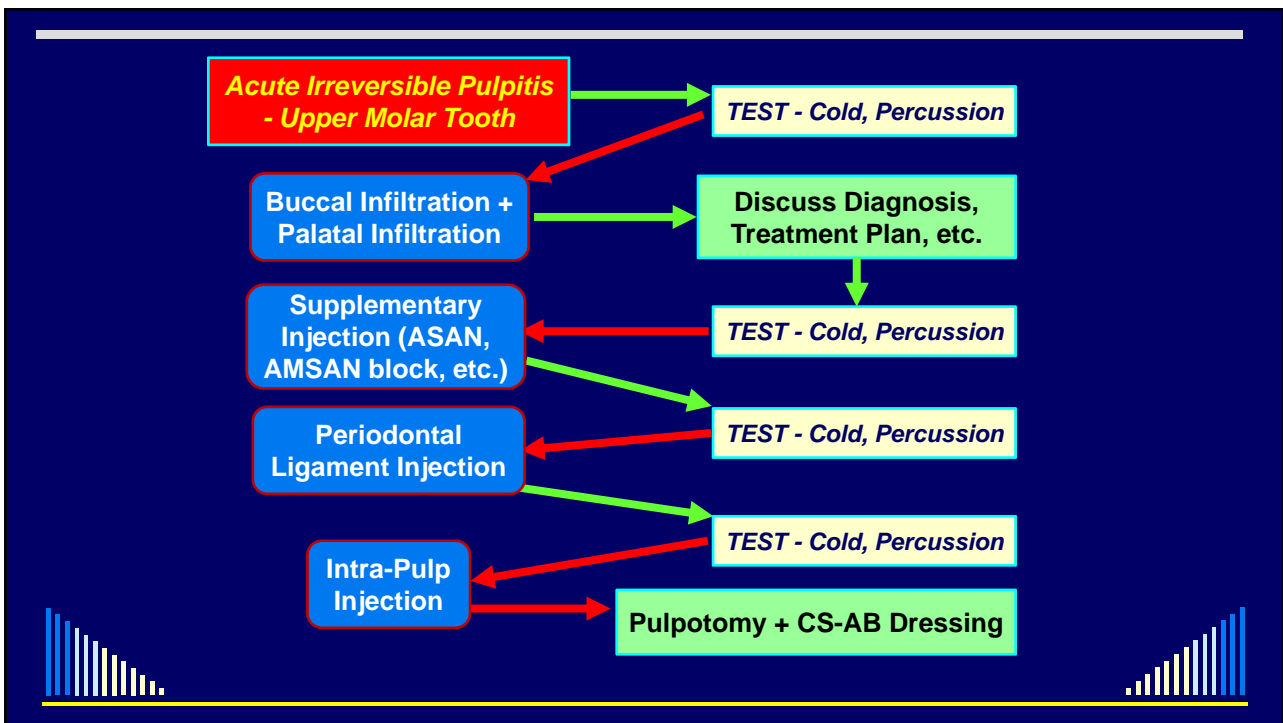 Acute Irreversible Pulpitis
- Upper Molar Tooth
TEST - Cold, Percussion
Buccal Infiltration +
Palatal Infiltration
Discuss Diagnosis,
Treatment Plan, etc.
Supplementary
Injection (ASAN,
AMSAN block, etc.)
TEST - Cold, Percussion
TEST - Cold, Percussion
Periodontal
Ligament Injection
TEST - Cold, Percussion
Intra-Pulp
Injection
Pulpotomy + CS-AB Dressing